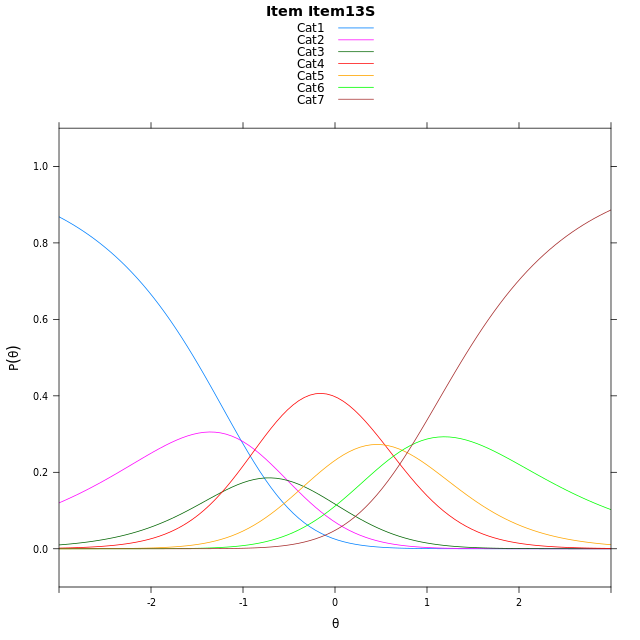 Item Item13S
Cat1
Cat2
Cat3
Cat4
Cat5
Cat6
Cat7
1.0
0.8
0.6
0.4
0.2
0.0
P(θ)
-2 -1 0 1 2
θ